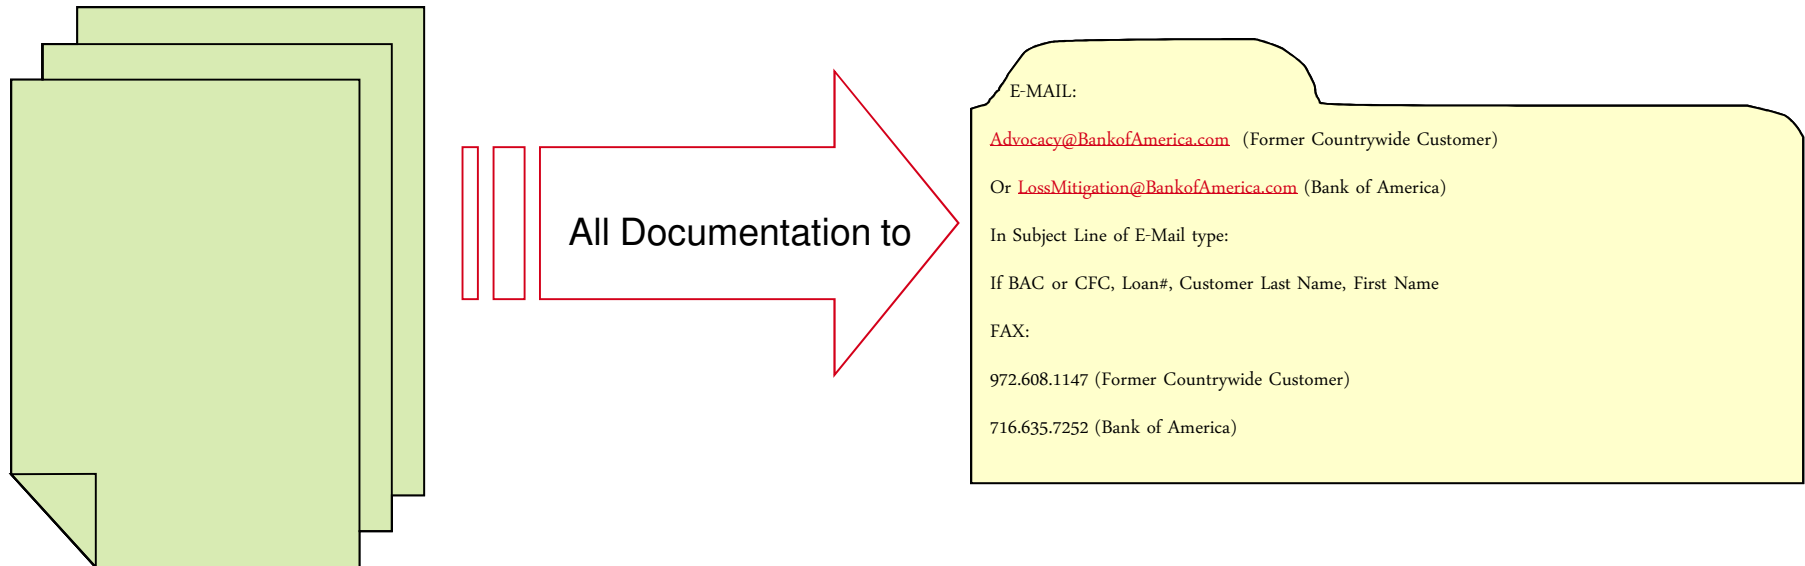 All Documentation to
E-MAIL:
Advocacy@BankofAmerica.com (Former Countrywide Customer)
Or LossMitigation@BankofAmerica.com (Bank of America)
In Subject Line of E-Mail type:
If BAC or CFC, Loan#, Customer Last Name, First Name
FAX:
972.608.1147 (Former Countrywide Customer)
716.635.7252 (Bank of America)